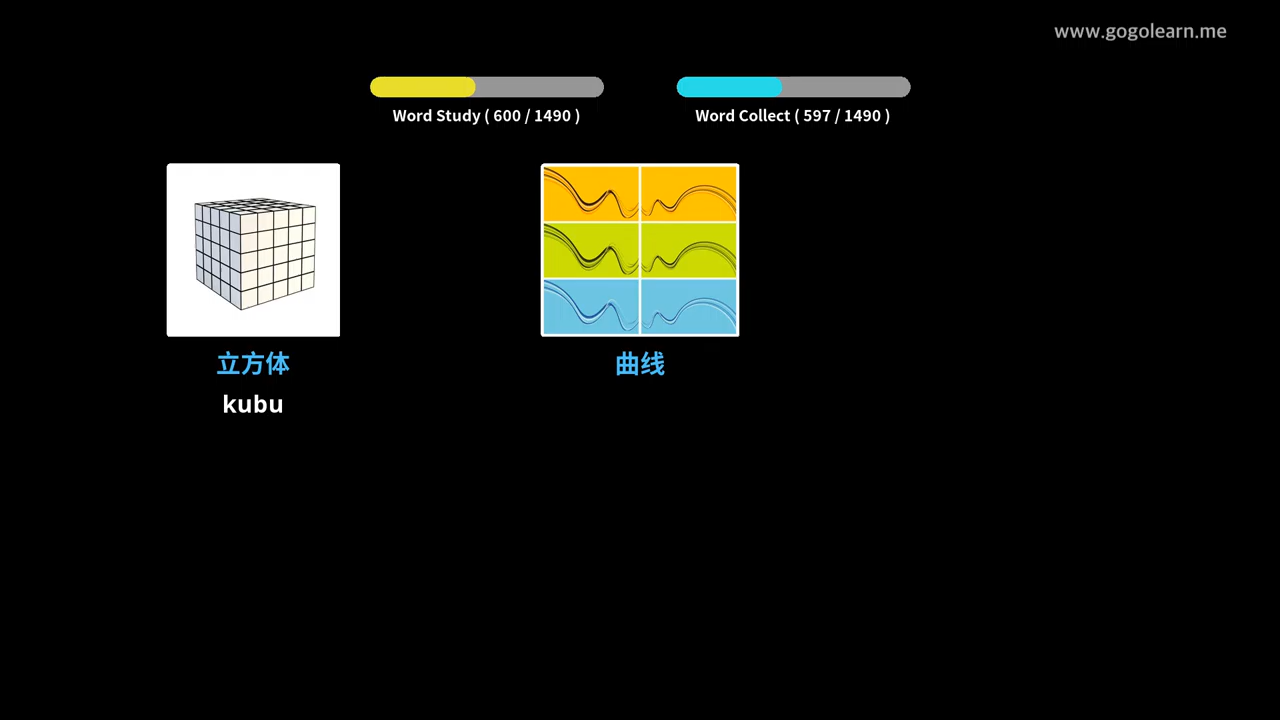 www.gogolearn.me
Word Study ( 600 / 1490 )
Word Collect ( 597 / 1490 )
立方体
曲线
kubu